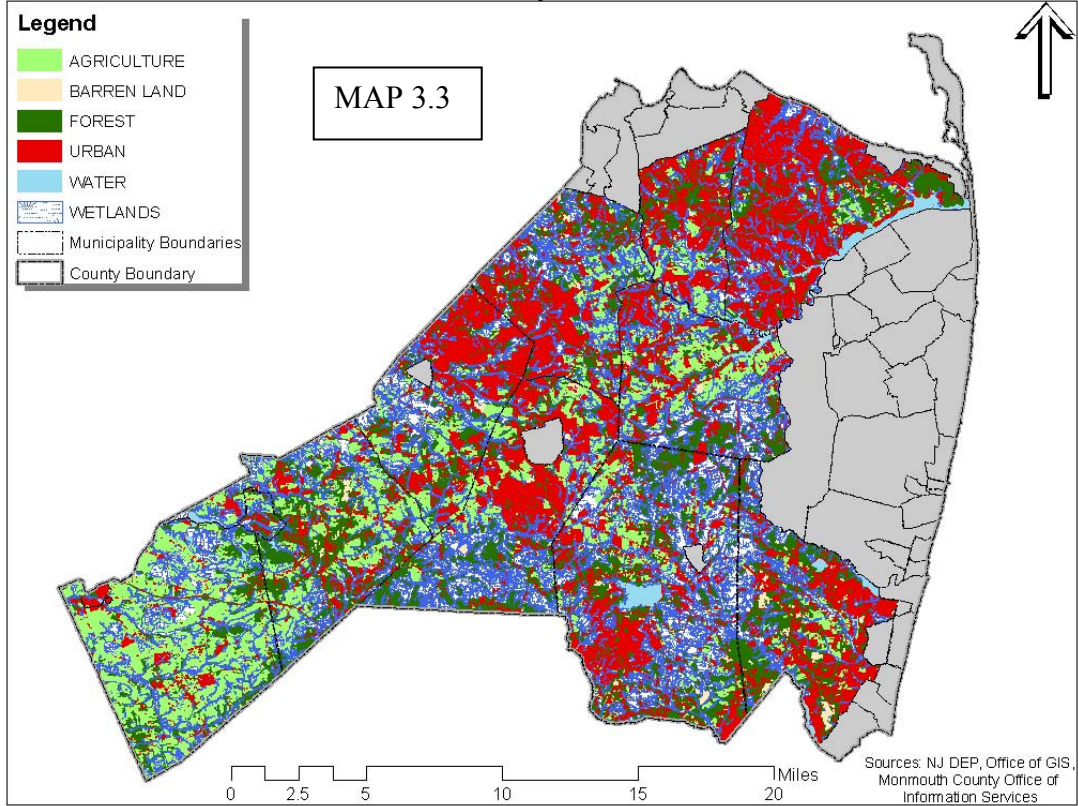 Legend
AGRICULTURE
BARREN LAND
FOREST
URBAN
WATER
WETLANDS
Municipality Boundaries
County Boundary
MAP 3.3
0 2.5 5 10 15 20
Miles
Sources: NJ DEP, Office of GIS,
Monmouth County Office of
Information Services